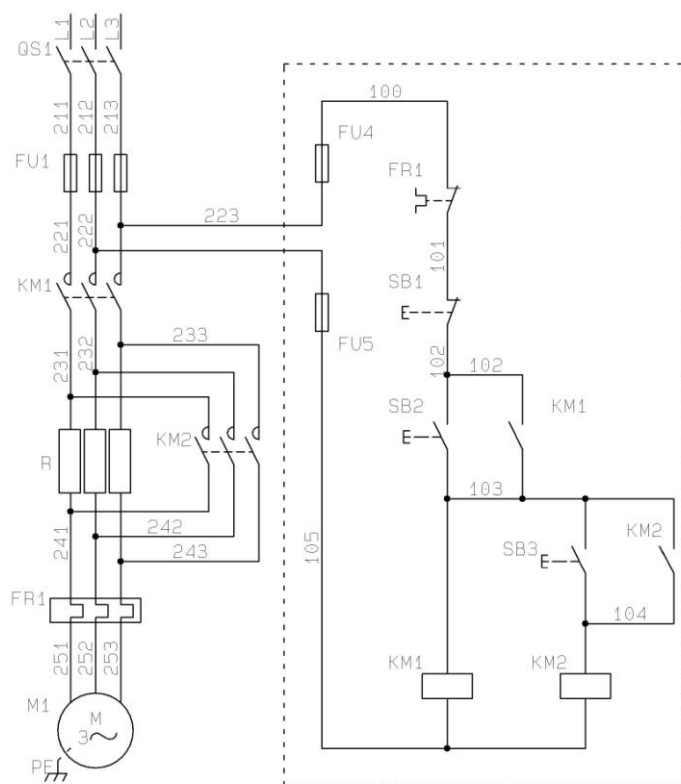 L1 L2 L3
QS1
211 212 213
FU1
221 222
223
KM1
231 232
233
KM2
R
241
242
243
FR1
251 252 253
M1
M
3
PE
100
FU4
FR1
101
SB1
FU5
102
102
SB2
KM1
103
105
SB3
KM2
104
KM1
KM2